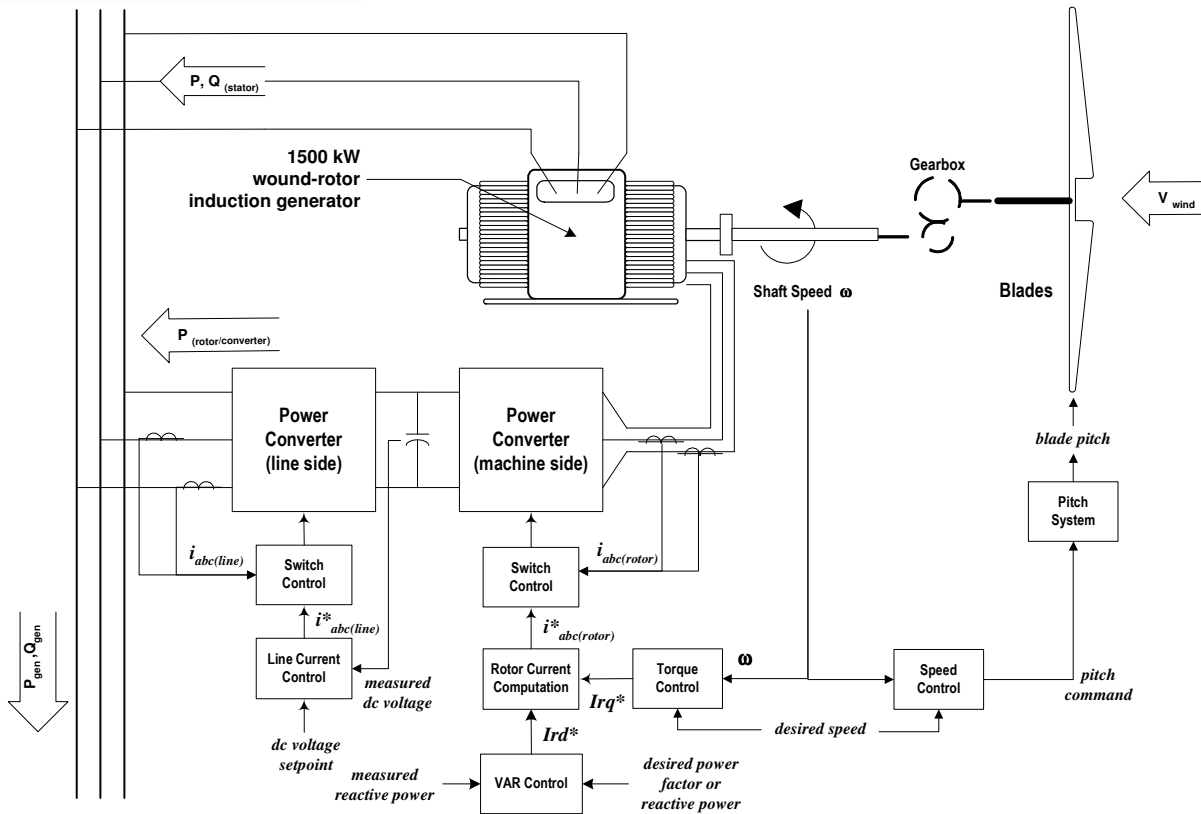 P, Q (stator)
1500 kW
wound-rotor
induction generator
Gearbox
V wind
Shaft Speed ω
Blades
P (rotor/converter)
Power
Converter
(line side)
Power
Converter
(machine side)
blade pitch
Pitch
System
i abc(line)
Switch
Control
i abc(rotor)
Switch
Control
i* abc(line)
i* abc(rotor)
Pgen, Qgen
Line Current
Control
measured
dc voltage
Rotor Current
Computation
Irq*
Torque
Control
ω
Speed
Control
pitch
command
dc voltage
setpoint
Ird*
desired speed
measured
reactive power
VAR Control
desired power
factor or
reactive power